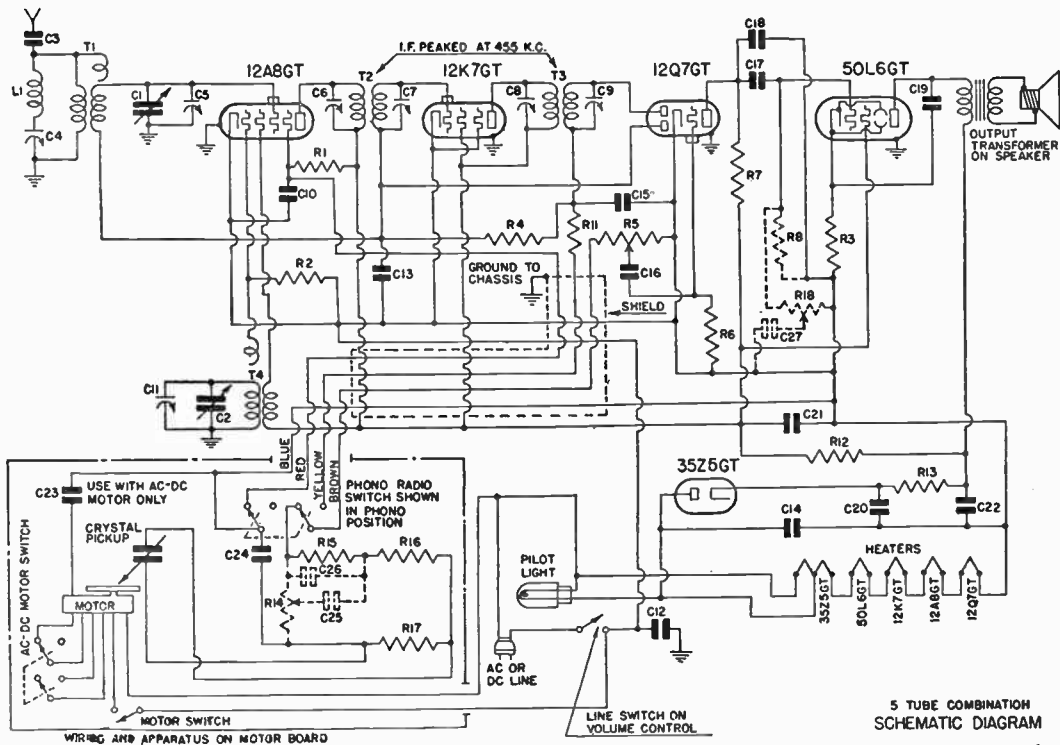 C3
T1
I.F. PEAKED AT 455 K.C.
C18
12A8GT
T2
12K7GT
T3
12Q7GT
C17
50L6GT
L1
C1
C5
C6
C7
C8
C9
C19
C4
OUTPUT
TRANSFORMER
ON SPEAKER
R1
C10
R7
C15
R4
R11
R5
R8
R3
R2
C13
GROUND TO
CHASSIS
C16
R18
SHIELD
C27
R6
T4
C11
C2
C21
BLUE
RED
YELLOW
BROWN
R12
C23
USE WITH AC-DC
MOTOR ONLY
PHONO RADIO
SWITCH SHOWN
IN PHONO
POSITION
35Z5GT
R13
CRYSTAL
PICKUP
C24
R15
R16
C14
C20
C22
HEATERS
C26
PILOT
LIGHT
R14
C25
35Z5GT
50L6GT
12K7GT
12A8GT
12Q7GT
MOTOR
AC-DC MOTOR SWITCH
R17
C12
AC OR
DC LINE
MOTOR SWITCH
LINE SWITCH ON
VOLUME CONTROL
5 TUBE COMBINATION
SCHEMATIC DIAGRAM
WIRING AND APPARATUS ON MOTOR BOARD